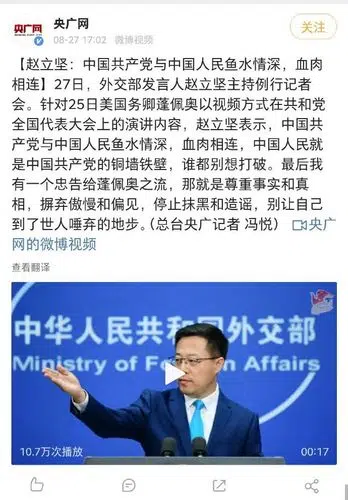 央广网
央广网
08-27 17:02 微博视频
关注
【赵立坚：中国共产党与中国人民鱼水情深，血肉
相连】27日，外交部发言人赵立坚主持例行记者
会。针对25日美国务卿蓬佩奥以视频方式在共和党
全国代表大会上的演讲内容，赵立坚表示，中国共
产党与中国人民鱼水情深，血肉相连，中国人民就
是中国共产党的铜墙铁壁，谁都别想打破。最后我
有一个忠告给蓬佩奥之流，那就是尊重事实和真
相，摒弃傲慢和偏见，停止抹黑和造谣，别让自己
到了世人唾弃的地步。（总台央广记者 冯悦） 央广
网的微博视频
查看翻译
中华人民共和国外交部
Ministry of Foreign Affairs
10.7万次播放
00:17